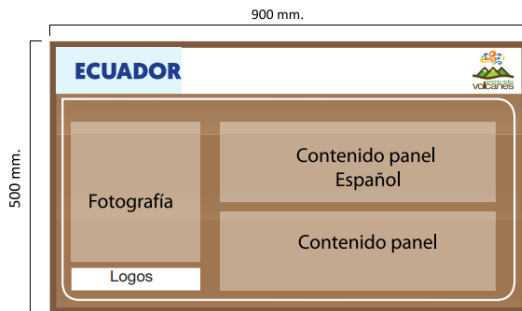 900 mm.
500 mm.
ECUADOR
volcanes
Fotografía
Contenido panel
Español
Contenido panel
Logos